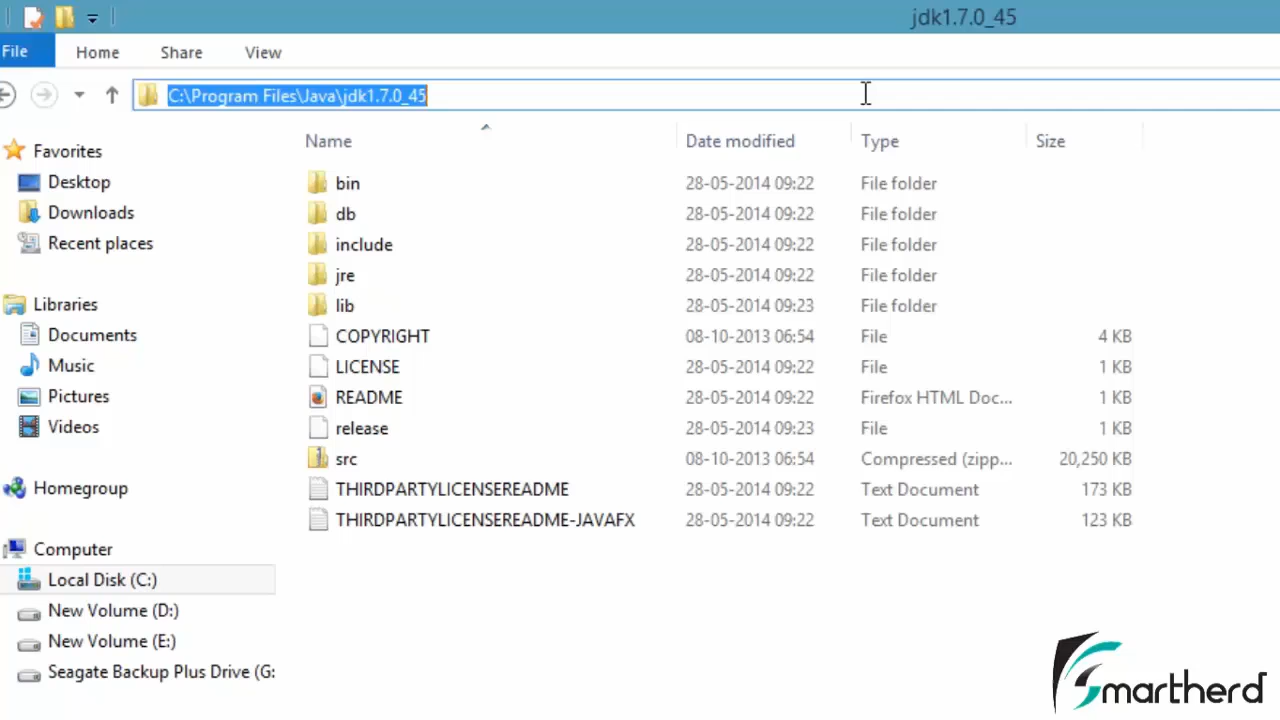 jdk1.7.0_45
File Home Share View
C:\Program Files\Java\jdk1.7.0_45
Name Date modified Type Size
Favorites
Desktop
Downloads
Recent places
Libraries
Documents
Music
Pictures
Videos
Homegroup
Computer
Local Disk (C:)
New Volume (D:)
New Volume (E:)
Seagate Backup Plus Drive (G:
bin 28-05-2014 09:22 File folder
db 28-05-2014 09:22 File folder
include 28-05-2014 09:22 File folder
jre 28-05-2014 09:22 File folder
lib 28-05-2014 09:23 File folder
COPYRIGHT 08-10-2013 06:54 File 4 KB
LICENSE 28-05-2014 09:22 File 1 KB
README 28-05-2014 09:22 Firefox HTML Doc... 1 KB
release 28-05-2014 09:23 File 1 KB
src 08-10-2013 06:54 Compressed (zipp... 20,250 KB
THIRDPARTYLICENSEREADME 28-05-2014 09:22 Text Document 173 KB
THIRDPARTYLICENSEREADME-JAVAFX 28-05-2014 09:22 Text Document 123 KB
Smartherd